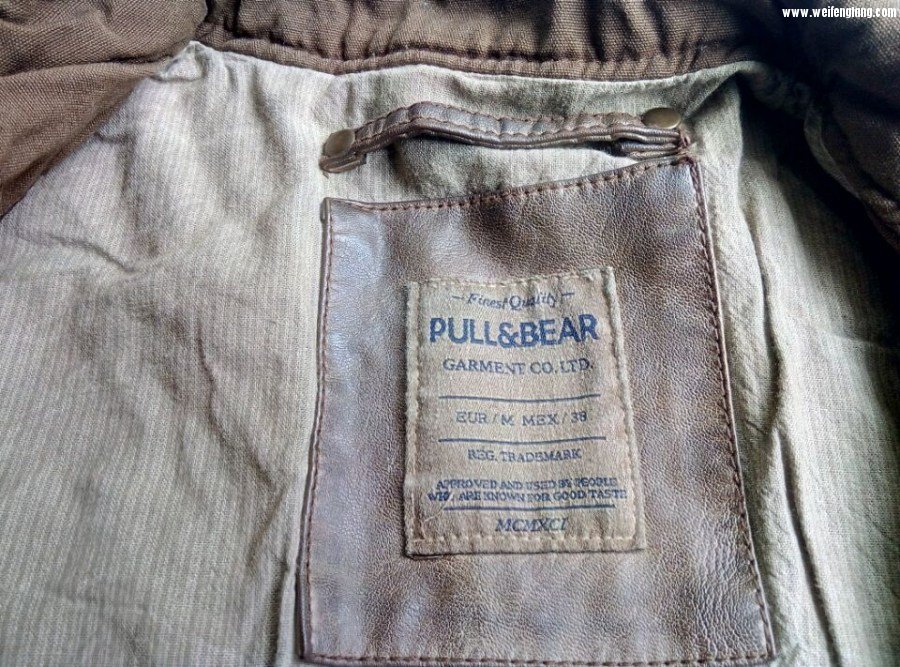 www.weifenglang.com
Finest Quality
PULL&BEAR
GARMENT CO. LTD.
EUR / M MEX / 38
REG. TRADEMARK
APPROVED AND USED BY PEOPLE
WHO ARE KNOWN FOR GOOD TASTE
MCMXCI